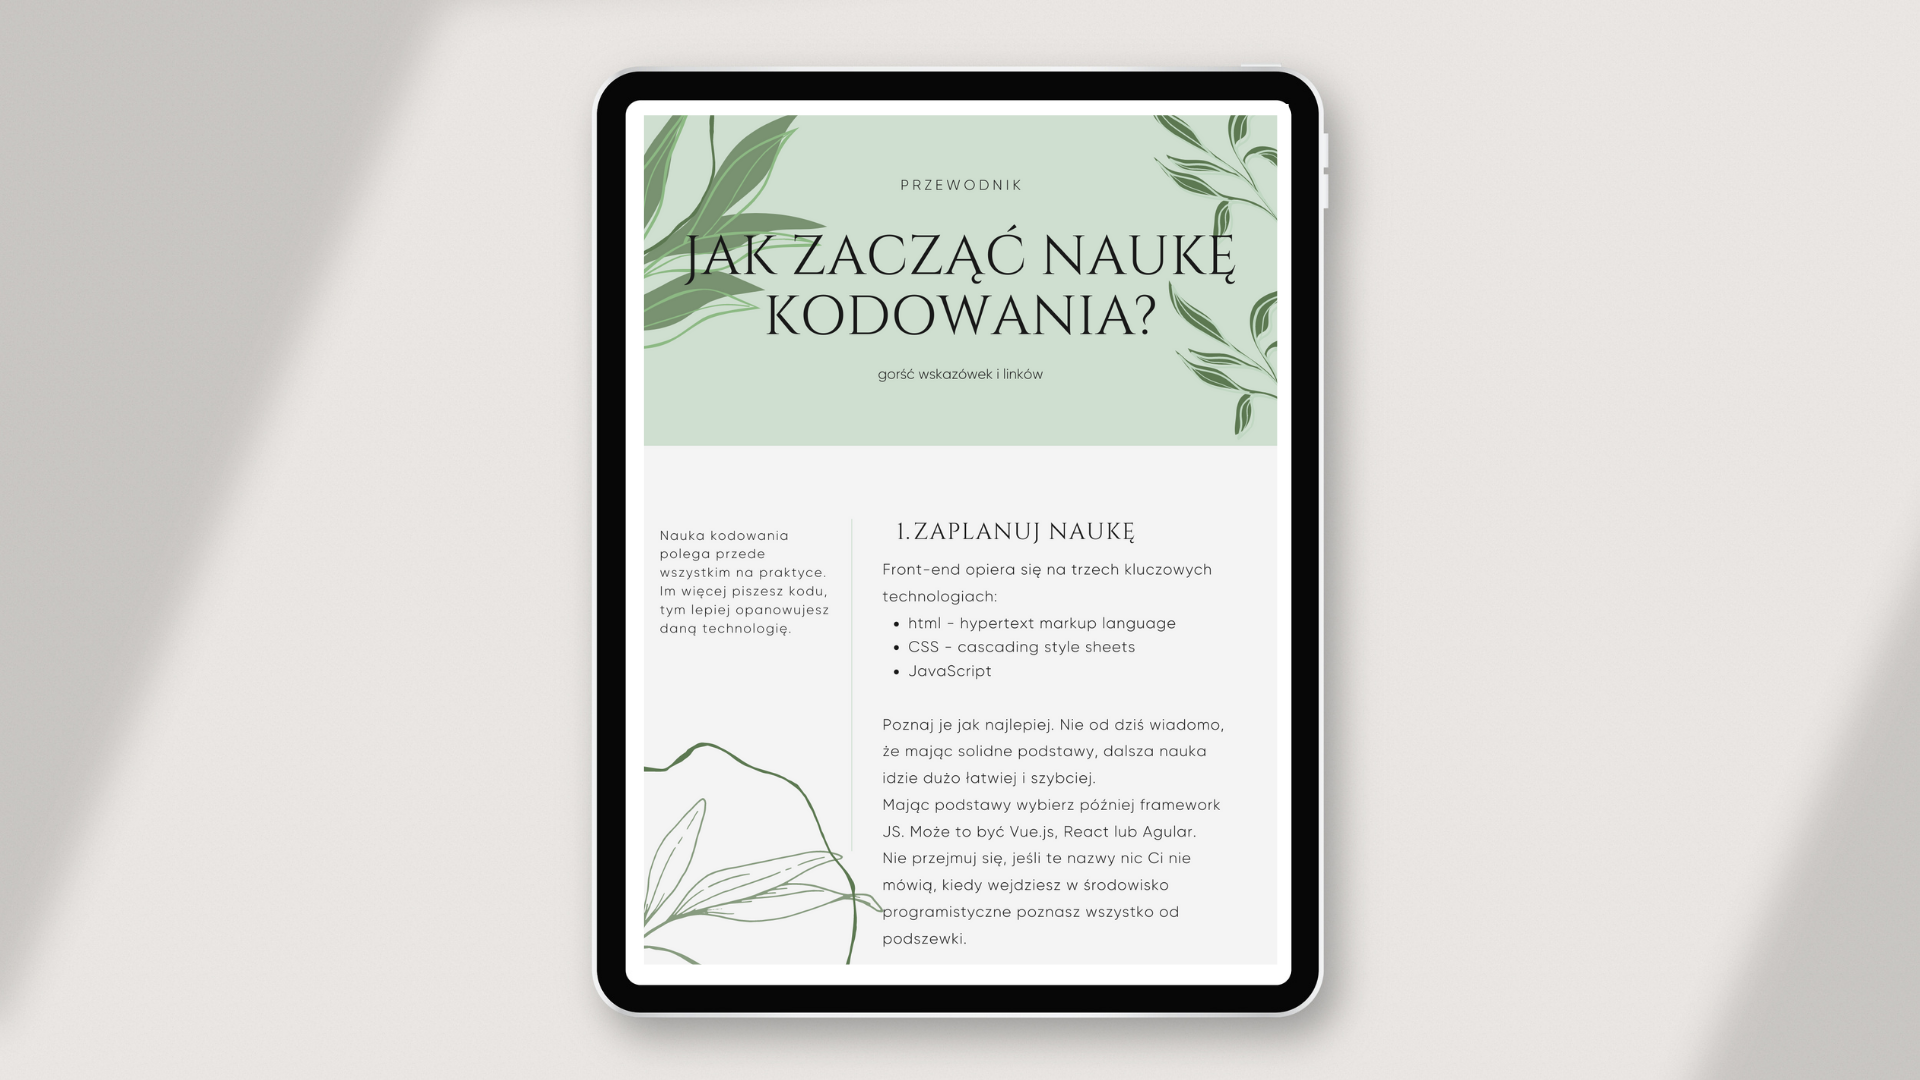 PRZEWODNIK
JAK ZACZĄĆ NAUKĘ
KODOWANIA?
gorść wskazówek i linków
Nauka kodowania
polega przede
wszystkim na praktyce.
Im więcej piszesz kodu,
tym lepiej opanowujesz
daną technologię.
1. ZAPLANUJ NAUKĘ
Front-end opiera się na trzech kluczowych
technologiach:
• html - hypertext markup language
• CSS - cascading style sheets
• JavaScript
Poznaj je jak najlepiej. Nie od dziś wiadomo,
że mając solidne podstawy, dalsza nauka
idzie dużo łatwiej i szybciej.
Mając podstawy wybierz później framework
JS. Może to być Vue.js, React lub Agular.
Nie przejmuj się, jeśli te nazwy nic Ci nie
mówią, kiedy wejdziesz w środowisko
programistyczne poznasz wszystko od
podszewki.